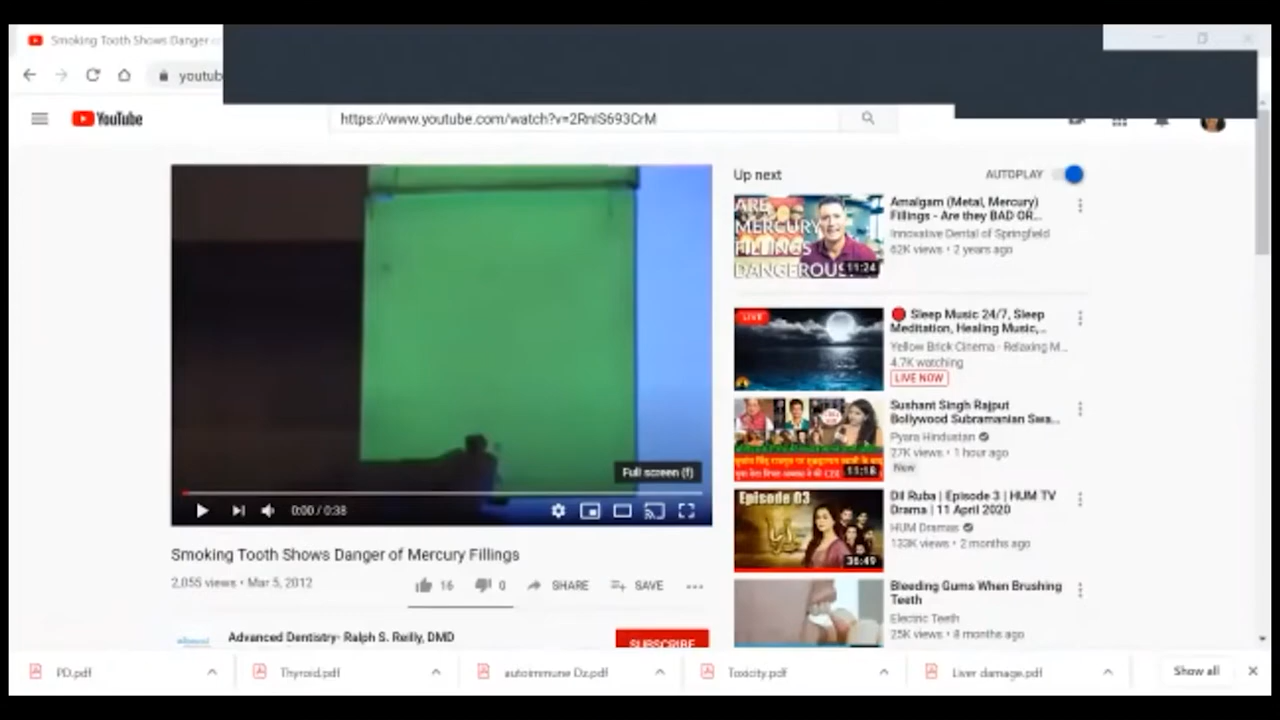 Smoking Tooth Shows Danger
youtub
YouTube
https://www.youtube.com/watch?v=2RnIS693CrM
Full screen (f)
0:00 / 0:38
Smoking Tooth Shows Danger of Mercury Fillings
2,055 views • Mar 5, 2012
16
0
SHARE
SAVE
Advanced Dentistry- Ralph S. Reilly, DMD
SUBSCRIBE
Up next
AUTOPLAY
ARE
MERCURY
FILLINGS
DANGEROUS
11:24
Amalgam (Metal, Mercury)
Fillings - Are they BAD OR...
Innovative Dental of Springfield
62K views • 2 years ago
LIVE
🔴 Sleep Music 24/7, Sleep
Meditation, Healing Music,...
Yellow Brick Cinema - Relaxing M...
4.7K watching
LIVE NOW
11:18
Sushant Singh Rajput
Bollywood Subramanian Swa...
Pyara Hindustan
27K views • 1 hour ago
New
Episode 03
36:49
Dil Ruba | Episode 3 | HUM TV
Drama | 11 April 2020
HUM Dramas
133K views • 2 months ago
Bleeding Gums When Brushing
Teeth
Electric Teeth
25K views • 8 months ago
PD.pdf
Thyroid.pdf
autoimmune Dz.pdf
Toxicity.pdf
Liver damage.pdf
Show all